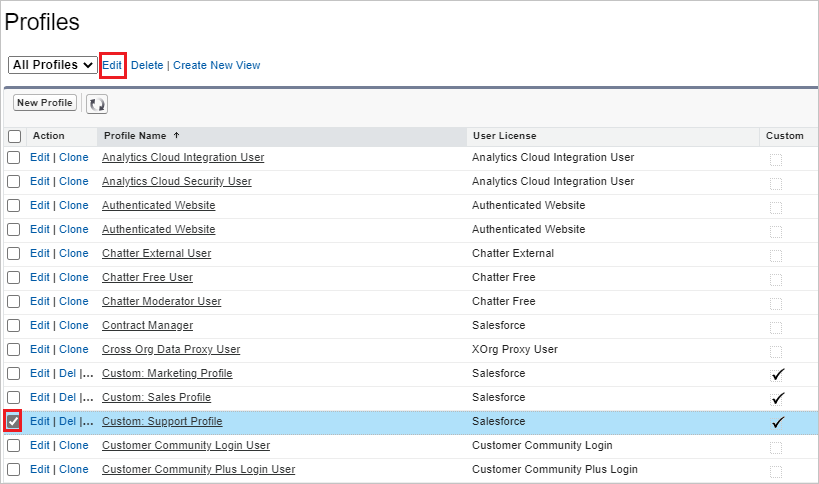 Profiles
All Profiles Edit Delete | Create New View
New Profile
Action Profile Name ↑ User License Custom
Edit | Clone Analytics Cloud Integration User Analytics Cloud Integration User
Edit | Clone Analytics Cloud Security User Analytics Cloud Integration User
Edit | Clone Authenticated Website Authenticated Website
Edit | Clone Authenticated Website Authenticated Website
Edit | Clone Chatter External User Chatter External
Edit | Clone Chatter Free User Chatter Free
Edit | Clone Chatter Moderator User Chatter Free
Edit | Clone Contract Manager Salesforce
Edit | Clone Cross Org Data Proxy User XOrg Proxy User
Edit | Del |... Custom: Marketing Profile Salesforce
Edit | Del |... Custom: Sales Profile Salesforce
Edit | Del |... Custom: Support Profile Salesforce
Edit | Clone Customer Community Login User Customer Community Login
Edit | Clone Customer Community Plus Login User Customer Community Plus Login